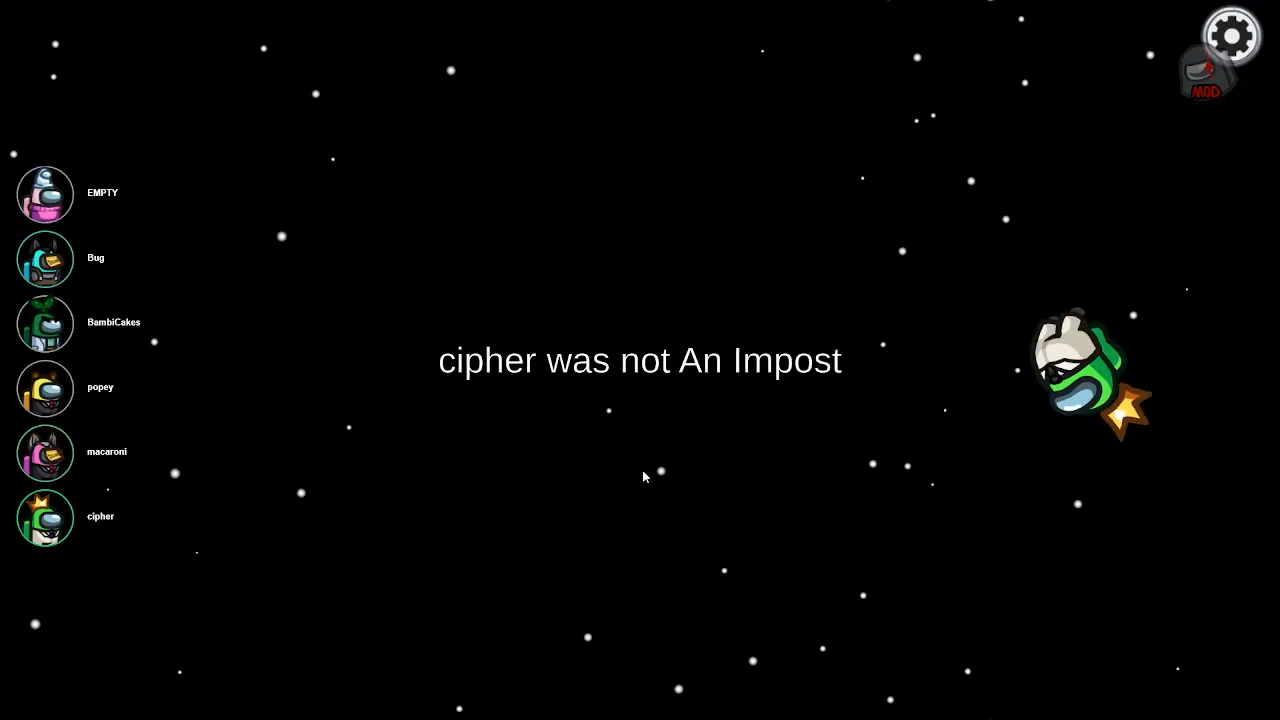 MOD
EMPTY
Bug
BambiCakes
cipher was not An Impost
popey
macaroni
cipher